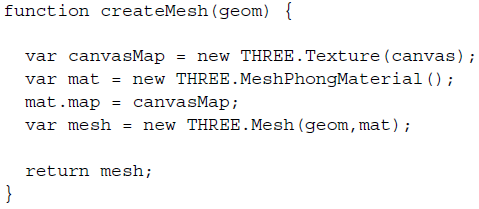 function createMesh(geom) {
var canvasMap = new THREE.Texture(canvas);
var mat = new THREE.MeshPhongMaterial();
mat.map = canvasMap;
var mesh = new THREE.Mesh(geom,mat);
return mesh;
}